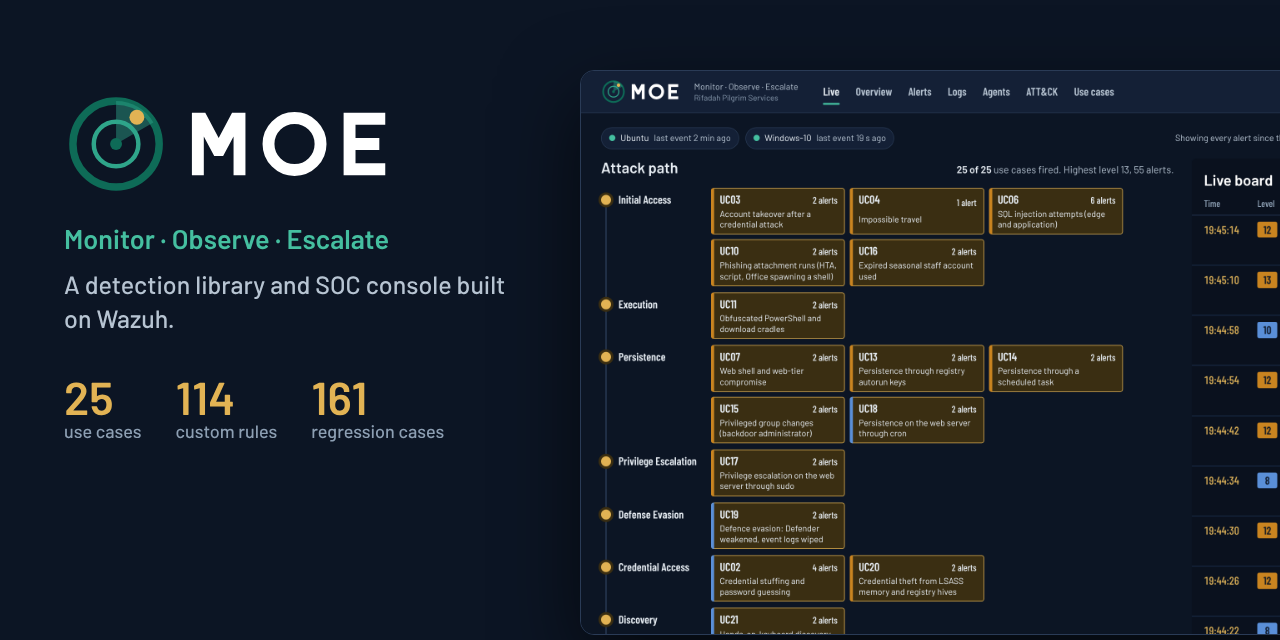 MOE
Monitor · Observe · Escalate
A detection library and SOC console built
on Wazuh.
25
use cases
114
custom rules
161
regression cases
MOE
Monitor · Observe · Escalate
Rifadah Pilgrim Services
Live Overview Alerts Logs Agents ATT&CK Use cases
Ubuntu last event 2 min ago
Windows-10 last event 19 s ago
Showing every alert since
Attack path
25 of 25 use cases fired. Highest level 13, 55 alerts.
Initial Access
UC03 2 alerts
Account takeover after a
credential attack
UC04 1 alert
Impossible travel
UC06 6 alerts
SQL injection attempts (edge
and application)
UC10 2 alerts
Phishing attachment runs (HTA,
script, Office spawning a shell)
UC16 2 alerts
Expired seasonal staff account
used
Execution
UC11 2 alerts
Obfuscated PowerShell and
download cradles
Persistence
UC07 2 alerts
Web shell and web-tier
compromise
UC13 2 alerts
Persistence through registry
autorun keys
UC14 2 alerts
Persistence through a
scheduled task
UC15 2 alerts
Privileged group changes
(backdoor administrator)
UC18 2 alerts
Persistence on the web server
through cron
Privilege Escalation
UC17 2 alerts
Privilege escalation on the web
server through sudo
Defense Evasion
UC19 2 alerts
Defence evasion: Defender
weakened, event logs wiped
Credential Access
UC02 4 alerts
Credential stuffing and
password guessing
UC20 2 alerts
Credential theft from LSASS
memory and registry hives
Discovery
UC21 2 alerts
Live board
Time Level
19:45:14 12
19:45:10 13
19:44:58 10
19:44:54 12
19:44:42 12
19:44:34 8
19:44:30 12
19:44:26 12
19:44:22 8